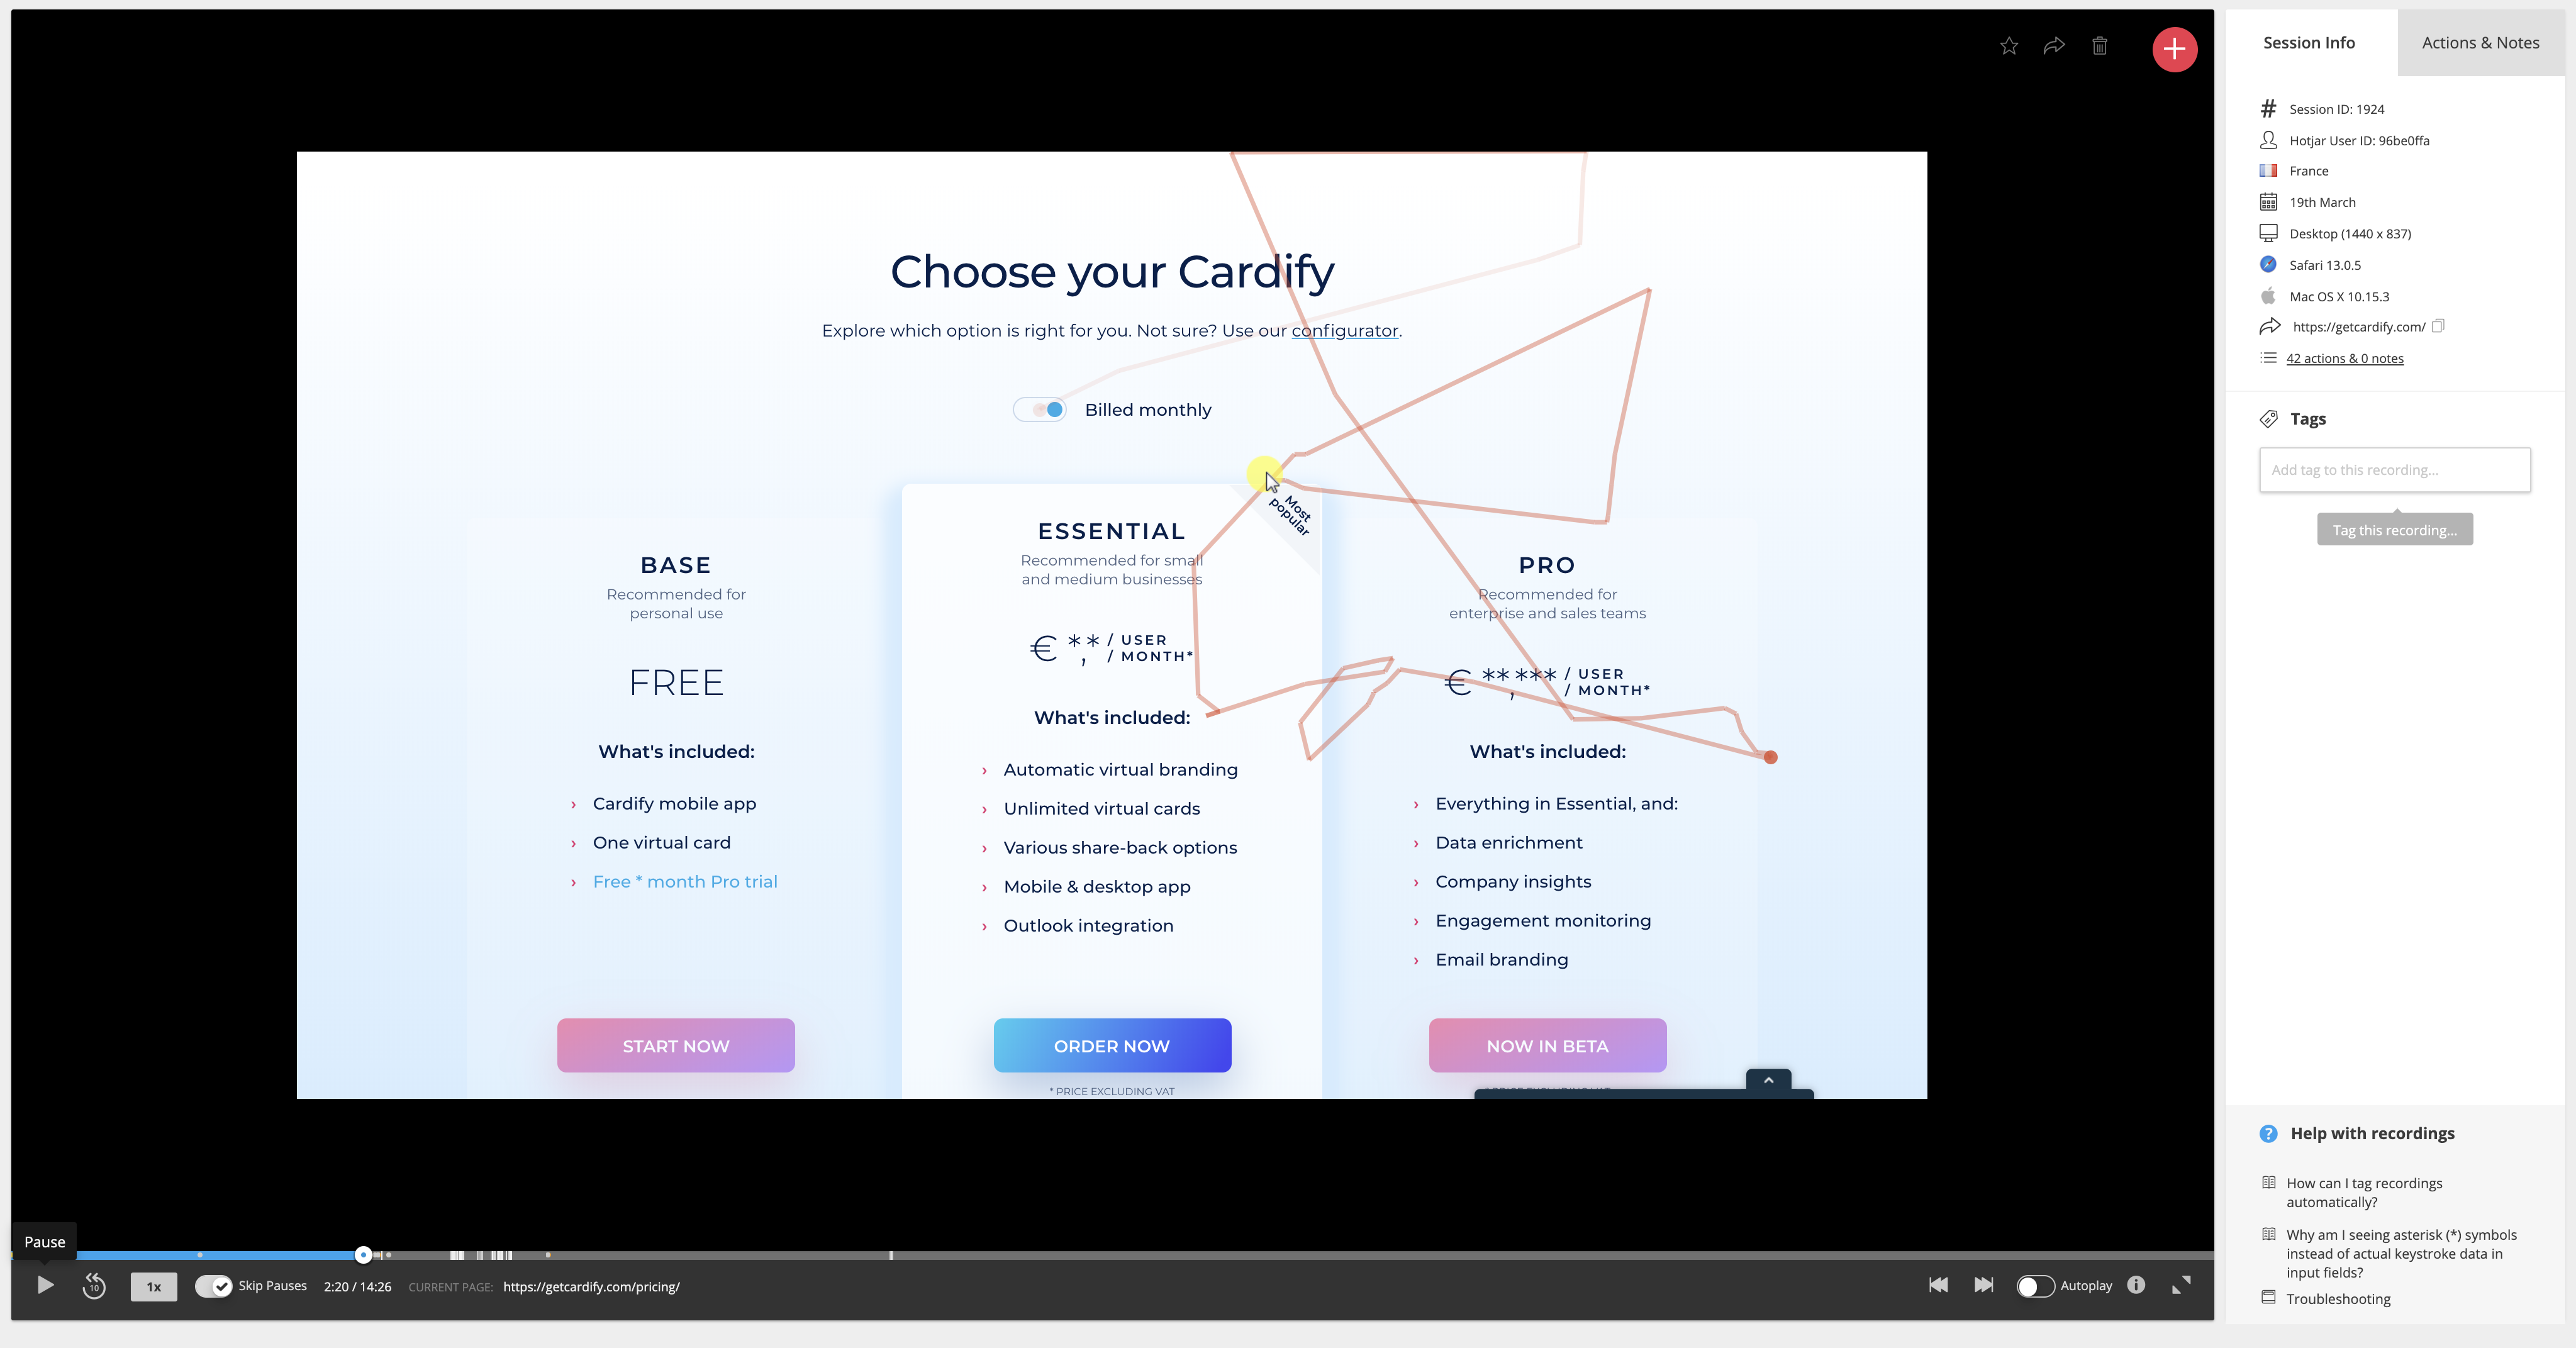 Session Info
Actions & Notes
Session ID: 1924
Hotjar User ID: 96be0ffa
France
19th March
Desktop (1440 x 837)
Safari 13.0.5
Mac OS X 10.15.3
https://getcardify.com/
42 actions & 0 notes
Tags
Add tag to this recording...
Tag this recording...
Choose your Cardify
Explore which option is right for you. Not sure? Use our configurator.
Billed monthly
BASE
Recommended for
personal use
FREE
What's included:
› Cardify mobile app
› One virtual card
› Free * month Pro trial
START NOW
Most
popular
ESSENTIAL
Recommended for small
and medium businesses
€ **,* / USER
/ MONTH*
What's included:
› Automatic virtual branding
› Unlimited virtual cards
› Various share-back options
› Mobile & desktop app
› Outlook integration
ORDER NOW
* PRICE EXCLUDING VAT
PRO
Recommended for
enterprise and sales teams
€ **,*** / USER
/ MONTH*
What's included:
› Everything in Essential, and:
› Data enrichment
› Company insights
› Engagement monitoring
› Email branding
NOW IN BETA
Help with recordings
How can I tag recordings
automatically?
Why am I seeing asterisk (*) symbols
instead of actual keystroke data in
input fields?
Troubleshooting
Pause
10
1x
Skip Pauses
2:20 / 14:26
CURRENT PAGE: https://getcardify.com/pricing/
Autoplay